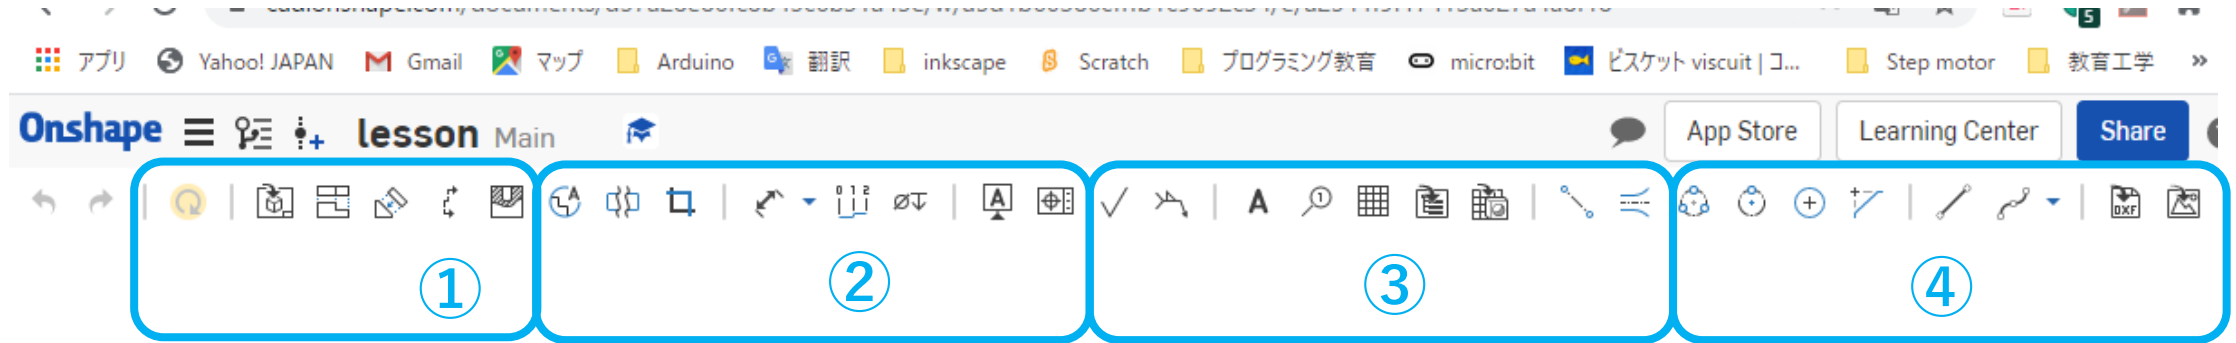 アプリ Yahoo! JAPAN Gmail マップ Arduino 翻訳 inkscape Scratch プログラミング教育 micro:bit ビスケット viscuit | コ... Step motor 教育工学 »
Onshape lesson Main App Store Learning Center Share
A DXF
① ② ③ ④